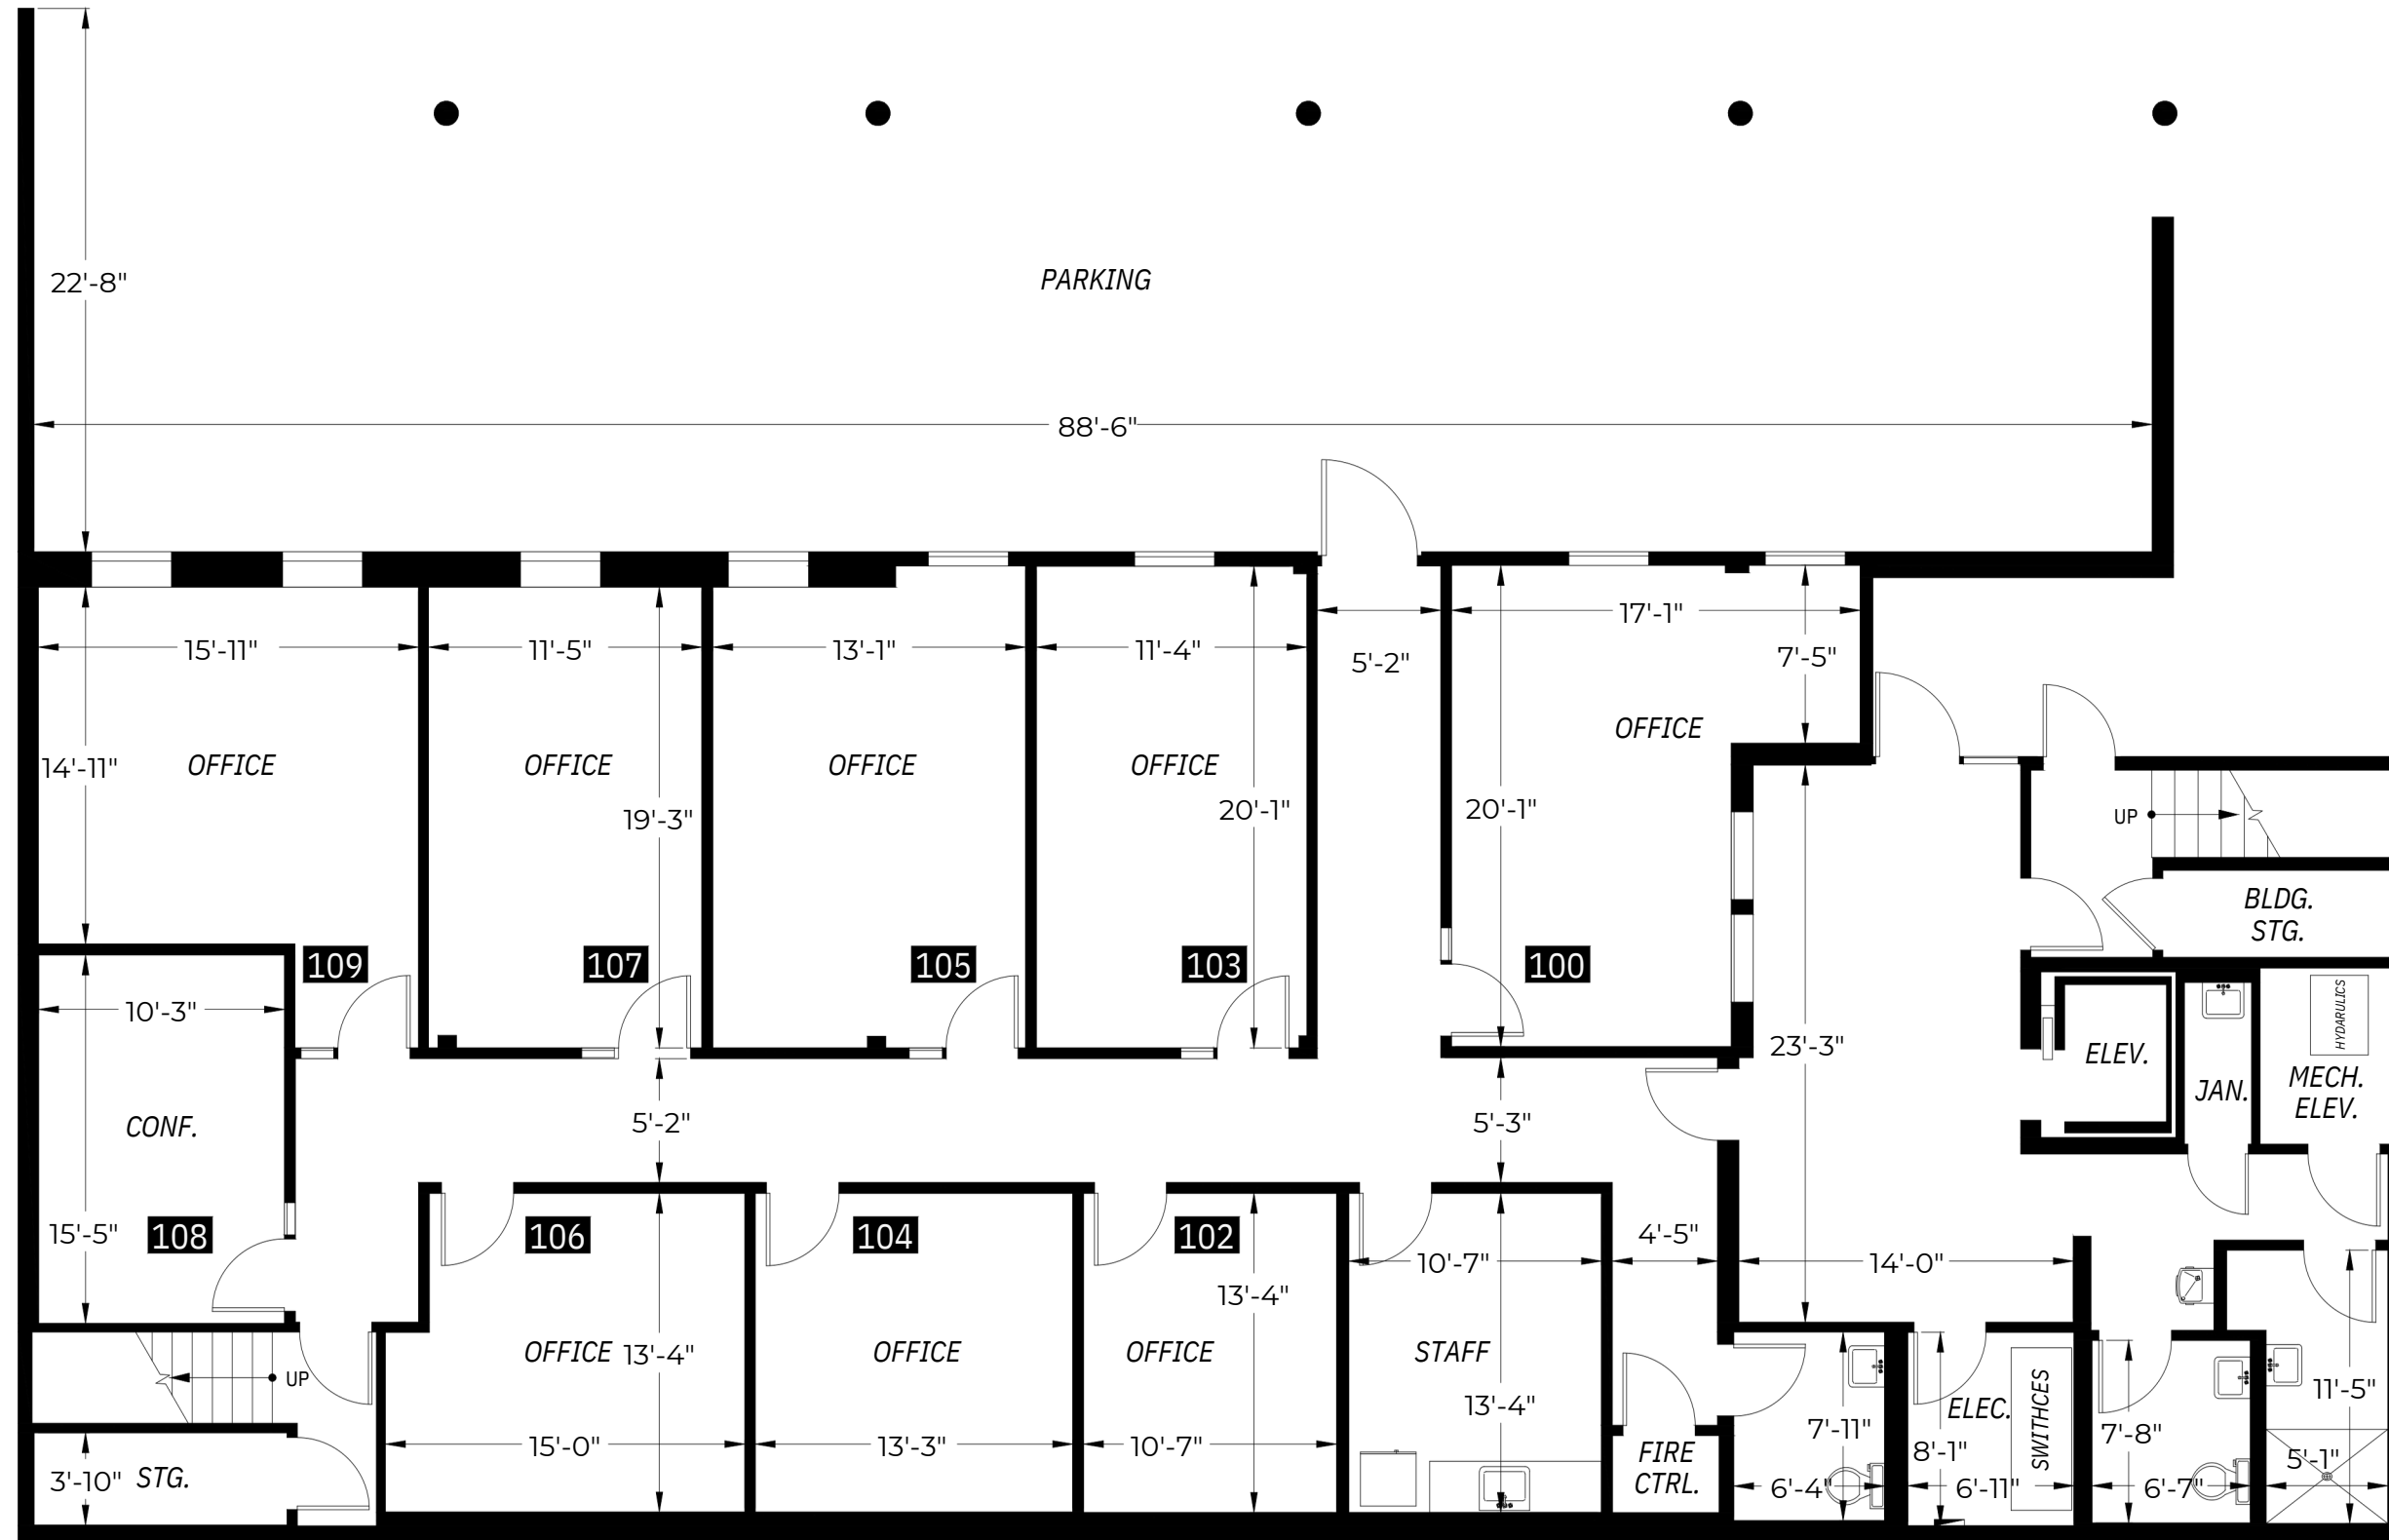 22'-8"
PARKING
88'-6"
15'-11"
11'-5"
13'-1"
11'-4"
5'-2"
17'-1"
7'-5"
14'-11"
OFFICE
OFFICE
19'-3"
OFFICE
OFFICE
20'-1"
20'-1"
OFFICE
UP
BLDG.
STG.
109
107
105
103
100
10'-3"
23'-3"
ELEV.
JAN.
HYDARULICS
MECH.
ELEV.
CONF.
5'-2"
5'-3"
15'-5"
108
106
104
102
4'-5"
10'-7"
14'-0"
13'-4"
OFFICE
13'-4"
OFFICE
OFFICE
STAFF
13'-4"
UP
11'-5"
ELEC.
SWITHCES
7'-11"
8'-1"
7'-8"
3'-10"
STG.
15'-0"
13'-3"
10'-7"
FIRE
CTRL.
6'-4"
6'-11"
6'-7"
5'-1"